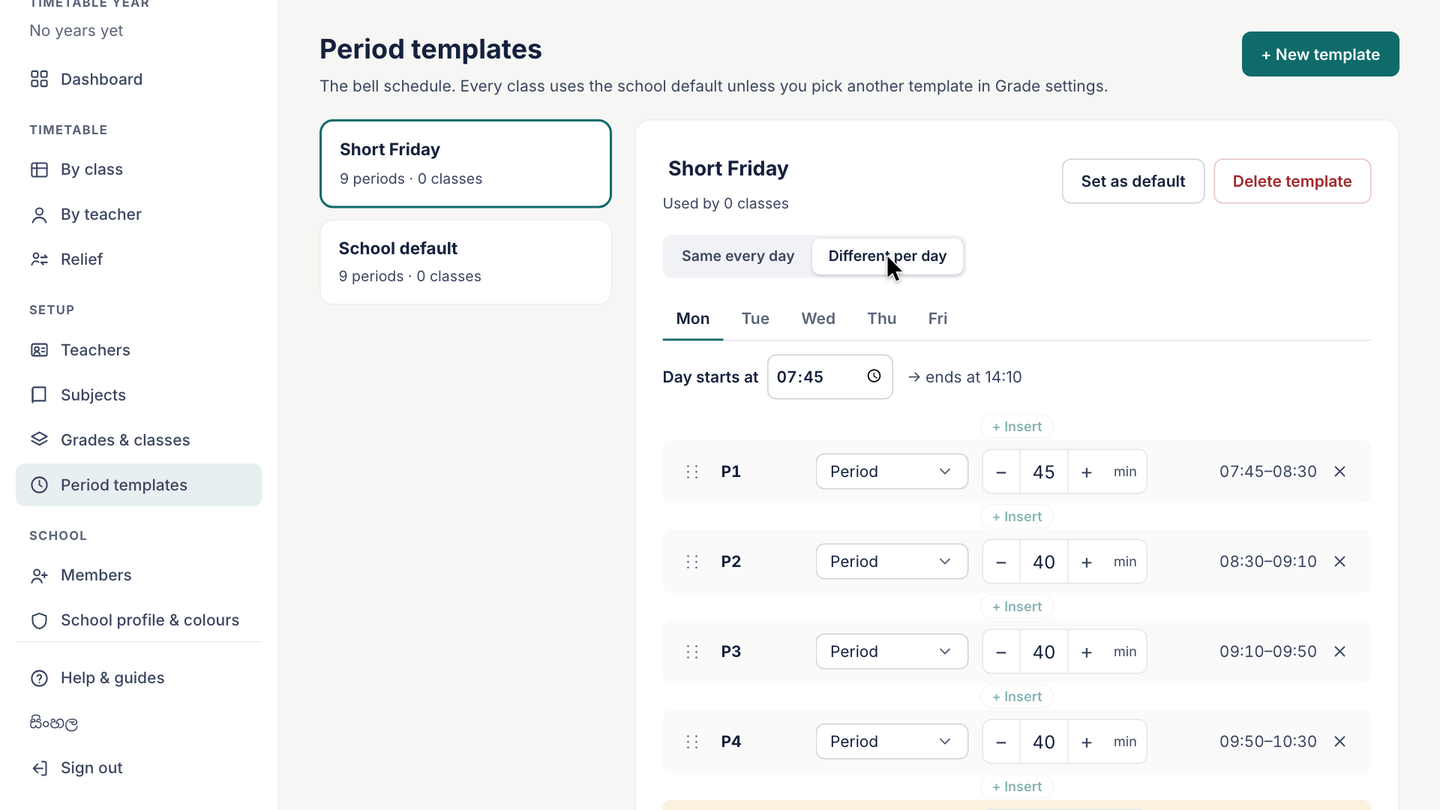 TIMETABLE YEAR
No years yet
Dashboard
TIMETABLE
By class
By teacher
Relief
SETUP
Teachers
Subjects
Grades & classes
Period templates
SCHOOL
Members
School profile & colours
Help & guides
සිංහල
Sign out
Period templates
The bell schedule. Every class uses the school default unless you pick another template in Grade settings.
+ New template
Short Friday
9 periods · 0 classes
School default
9 periods · 0 classes
Short Friday
Used by 0 classes
Set as default
Delete template
Same every day
Different per day
Mon Tue Wed Thu Fri
Day starts at 07:45 → ends at 14:10
+ Insert
P1 Period − 45 + min 07:45–08:30 ×
+ Insert
P2 Period − 40 + min 08:30–09:10 ×
+ Insert
P3 Period − 40 + min 09:10–09:50 ×
+ Insert
P4 Period − 40 + min 09:50–10:30 ×
+ Insert